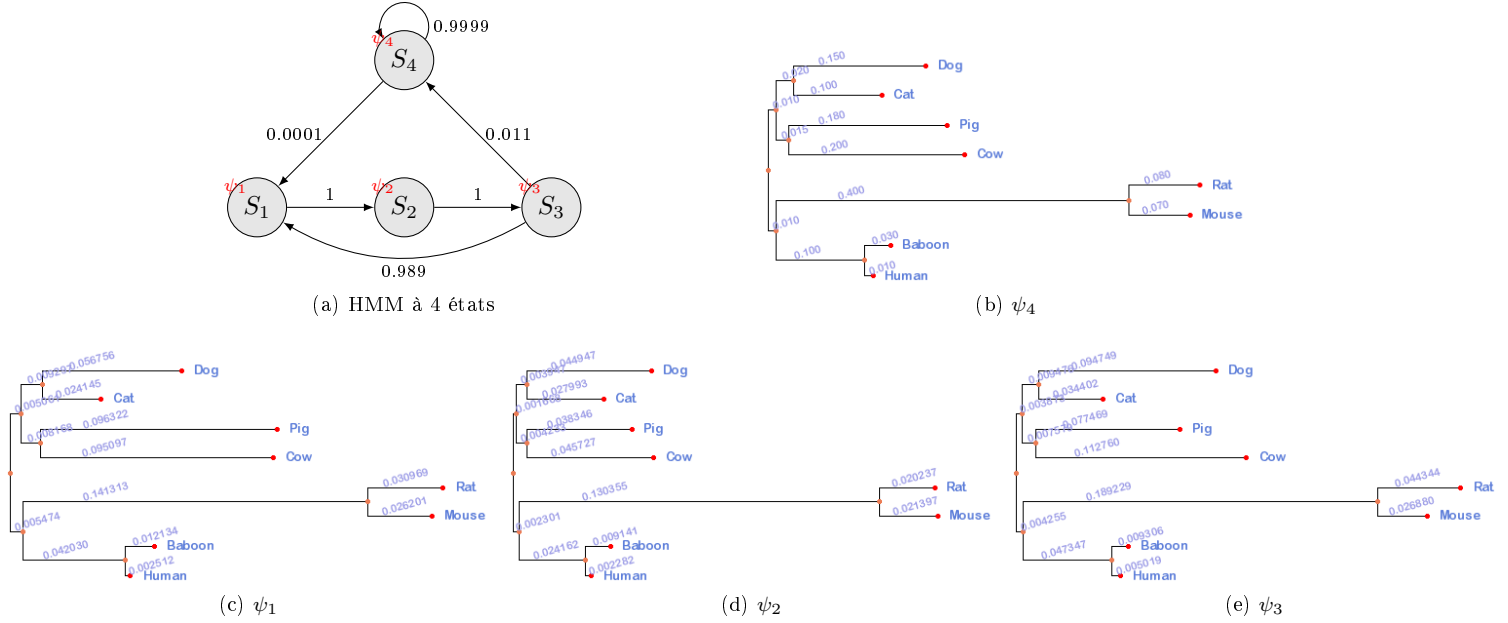 0.9999
ψ4
S4
0.0001
0.011
ψ1
S1
1
ψ2
S2
1
ψ3
S3
0.989
(a) HMM à 4 états
0.150
Dog
0.020
0.100
Cat
0.010
0.180
Pig
0.015
0.200
Cow
0.080
Rat
0.400
0.070
Mouse
0.010
0.030
Baboon
0.100
0.010
Human
(b) ψ4
0.056756
Dog
0.024145
Cat
0.096322
Pig
0.008168
0.095097
Cow
0.030969
Rat
0.141313
0.026201
Mouse
0.005474
0.012134
Baboon
0.042030
0.002512
Human
(c) ψ1
0.044947
Dog
0.027993
Cat
0.038346
Pig
0.045727
Cow
0.020237
Rat
0.130355
0.021397
Mouse
0.002301
0.009141
Baboon
0.024162
0.002282
Human
(d) ψ2
0.094749
Dog
0.034402
Cat
0.077469
Pig
0.112760
Cow
0.044344
Rat
0.189229
0.026880
Mouse
0.004255
0.009306
Baboon
0.047347
0.005019
Human
(e) ψ3